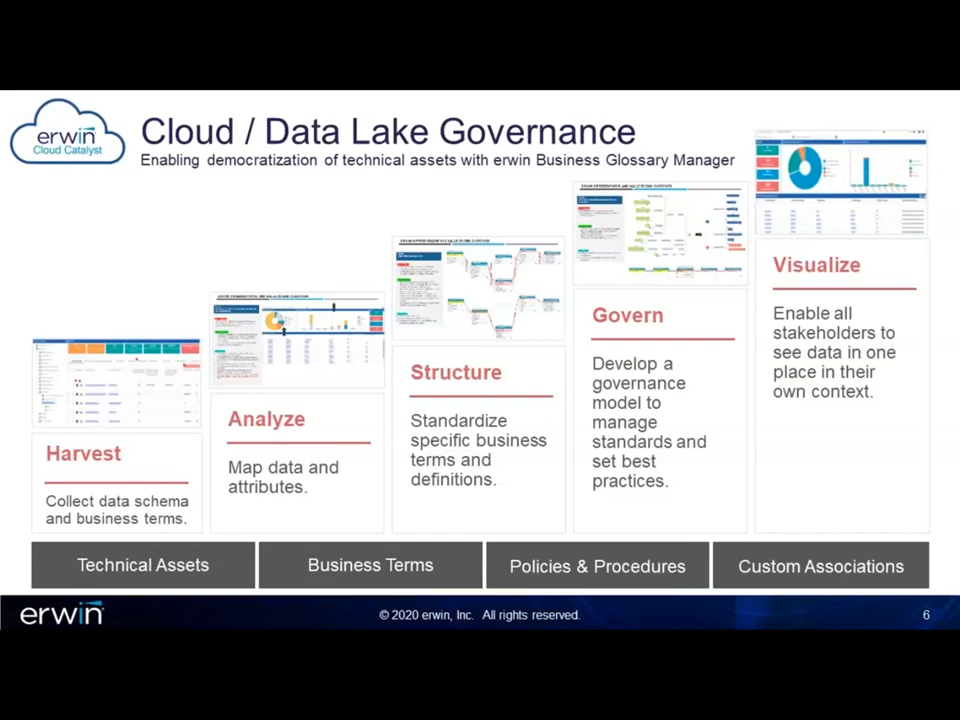 erwin
Cloud Catalyst
Cloud / Data Lake Governance
Enabling democratization of technical assets with erwin Business Glossary Manager
Harvest
Collect data schema
and business terms.
Analyze
Map data and
attributes.
Structure
Standardize
specific business
terms and
definitions.
Govern
Develop a
governance
model to
manage
standards and
set best
practices.
Visualize
Enable all
stakeholders to
see data in one
place in their
own context.
Technical Assets
Business Terms
Policies & Procedures
Custom Associations
erwin
© 2020 erwin, Inc. All rights reserved.
6